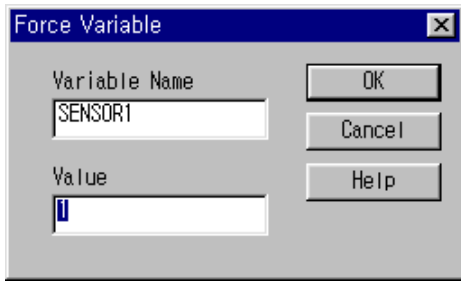 Force Variable
Variable Name
SENSOR1
Value
1
OK
Cancel
Help